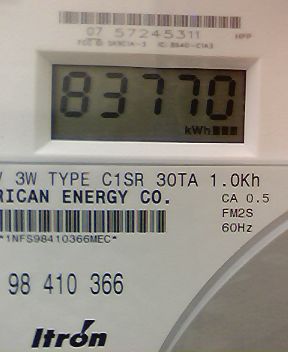 07 57245311
83770
kWh
3W TYPE C1SR 30TA 1.0Kh
RICAN ENERGY CO.
CA 0.5
FM2S
60Hz
*1NFS98410366MEC*
98 410 366
Itron